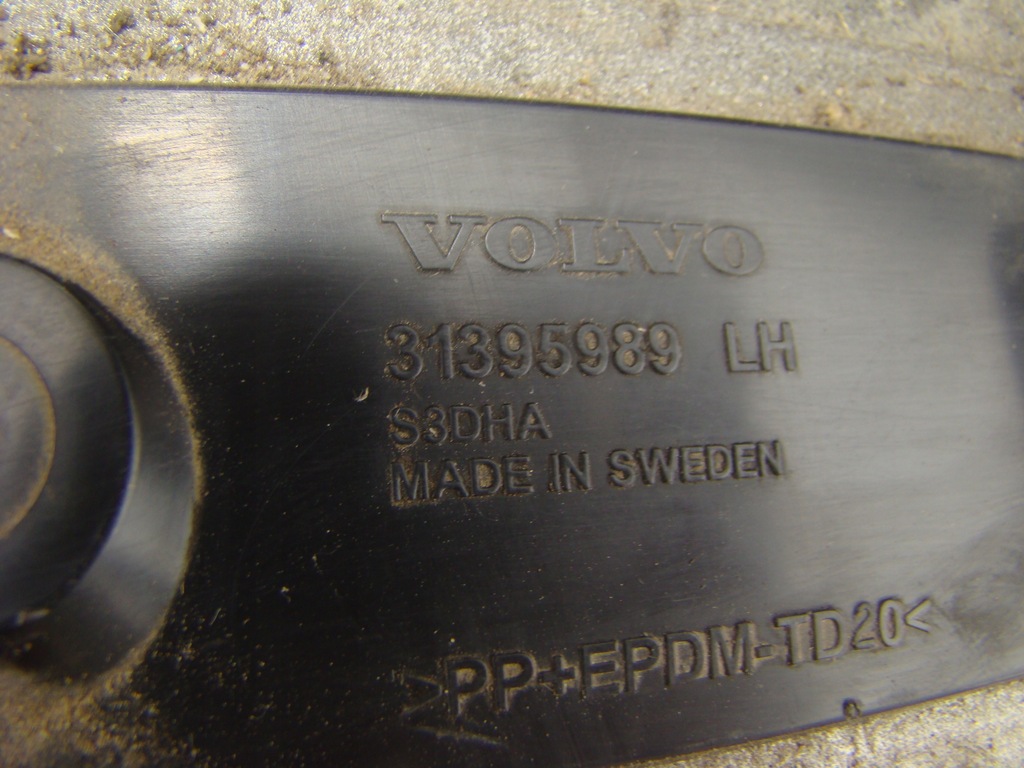 VOLVO
31395989 LH
S3DHA
MADE IN SWEDEN
>PP+EPDM-TD20<